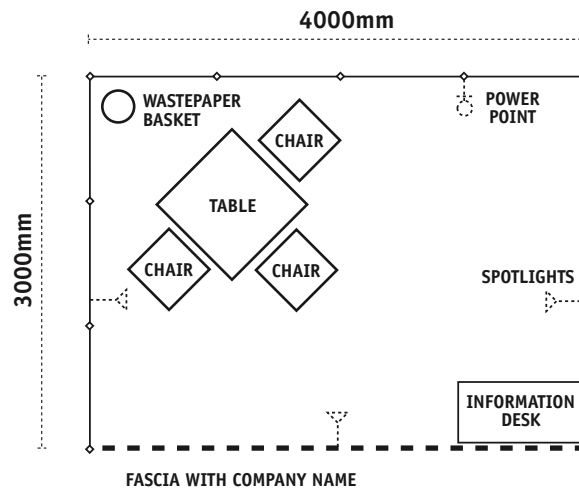 4000mm
WASTEPAPER
BASKET
POWER
POINT
CHAIR
TABLE
CHAIR
CHAIR
3000mm
SPOTLIGHTS
INFORMATION
DESK
FASCIA WITH COMPANY NAME